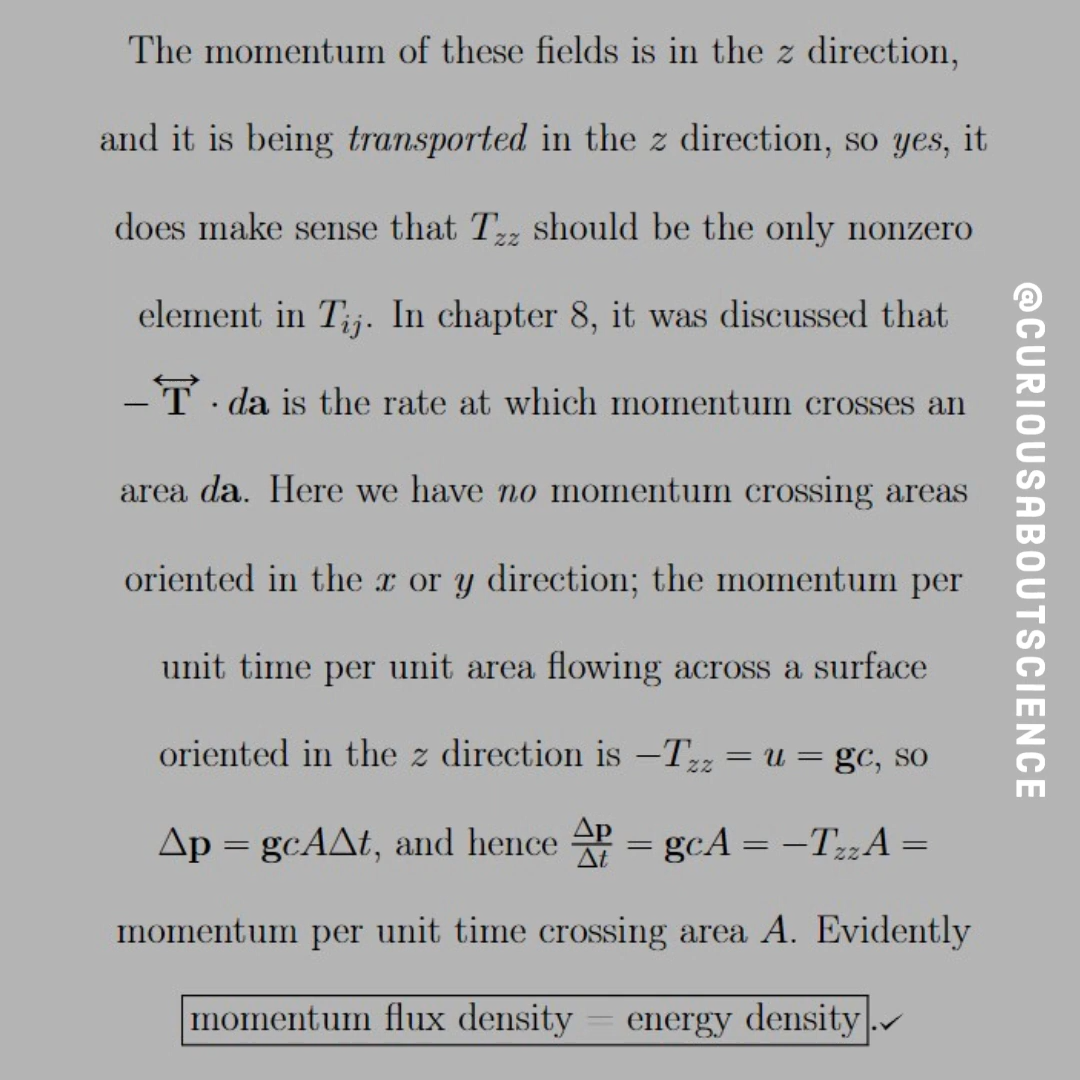 The momentum of these fields is in the z direction,
and it is being transported in the z direction, so yes, it
does make sense that T_zz should be the only nonzero
element in T_ij. In chapter 8, it was discussed that
−T⃡ · da is the rate at which momentum crosses an
area da. Here we have no momentum crossing areas
oriented in the x or y direction; the momentum per
unit time per unit area flowing across a surface
oriented in the z direction is −T_zz = u = gc, so
Δp = gcAΔt, and hence Δp/Δt = gcA = −T_zzA =
momentum per unit time crossing area A. Evidently
momentum flux density = energy density.✓
@CURIOUSABOUTSCIENCE